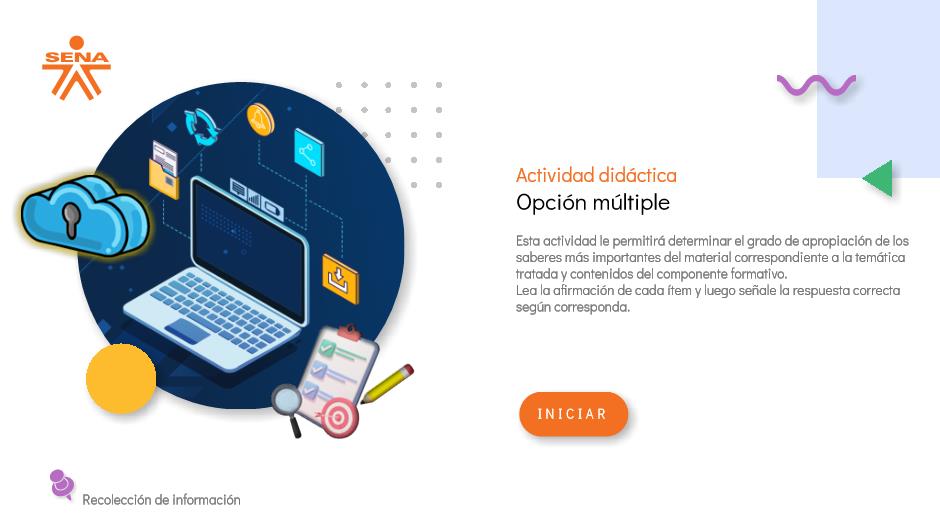 SENA
Actividad didáctica
Opción múltiple
Esta actividad le permitirá determinar el grado de apropiación de los
saberes más importantes del material correspondiente a la temática
tratada y contenidos del componente formativo.
Lea la afirmación de cada ítem y luego señale la respuesta correcta
según corresponda.
INICIAR
Recolección de información